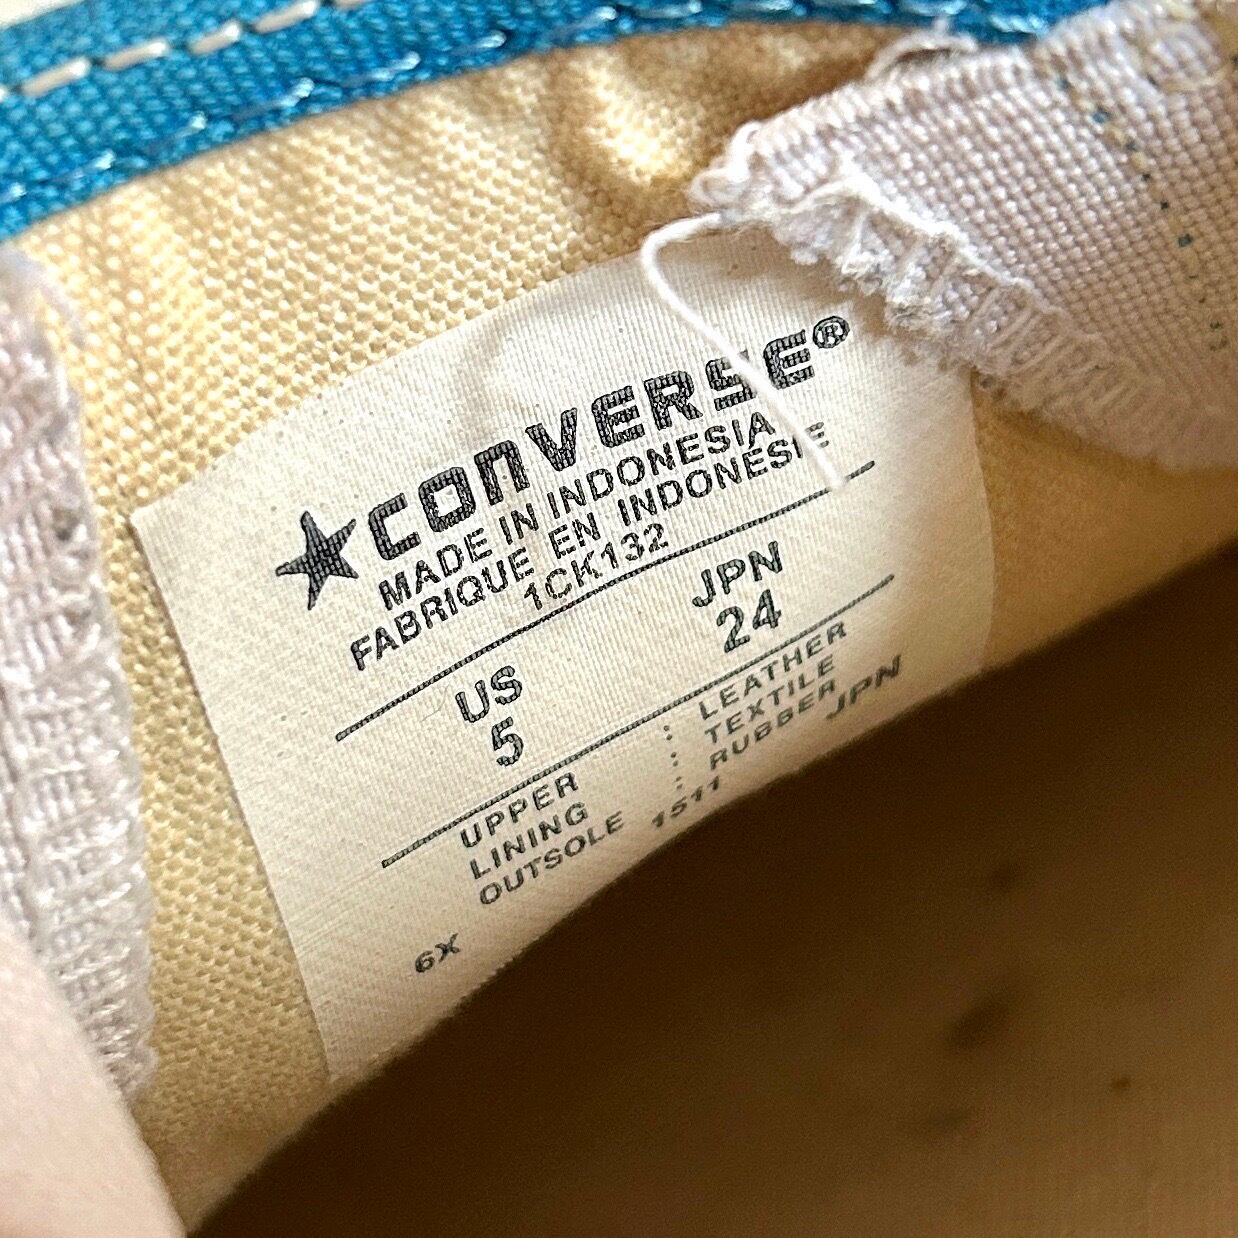 ★CONVERSE®
MADE IN INDONESIA
FABRIQUE EN INDONESIE
1CK132
US JPN
5 24
UPPER : LEATHER
LINING : TEXTILE
OUTSOLE : RUBBER
6X 1511 JPN